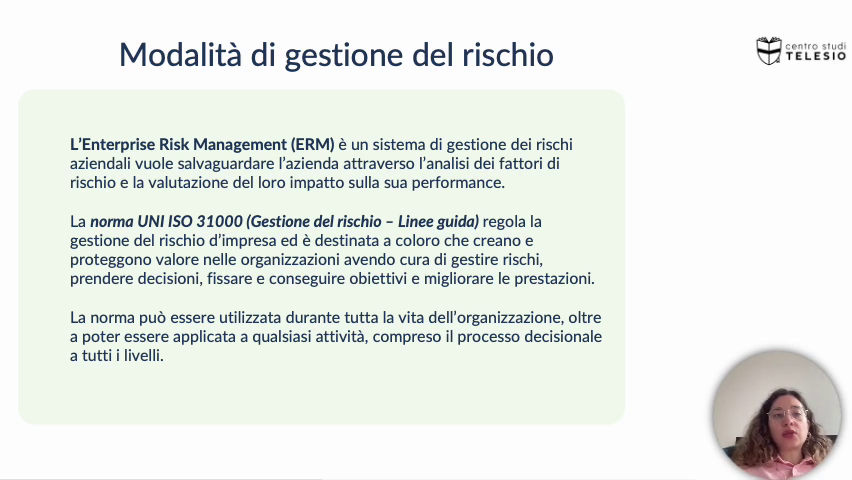 Modalità di gestione del rischio
centro studi
TELESIO
L’Enterprise Risk Management (ERM) è un sistema di gestione dei rischi
aziendali vuole salvaguardare l’azienda attraverso l’analisi dei fattori di
rischio e la valutazione del loro impatto sulla sua performance.
La norma UNI ISO 31000 (Gestione del rischio – Linee guida) regola la
gestione del rischio d’impresa ed è destinata a coloro che creano e
proteggono valore nelle organizzazioni avendo cura di gestire rischi,
prendere decisioni, fissare e conseguire obiettivi e migliorare le prestazioni.
La norma può essere utilizzata durante tutta la vita dell’organizzazione, oltre
a poter essere applicata a qualsiasi attività, compreso il processo decisionale
a tutti i livelli.